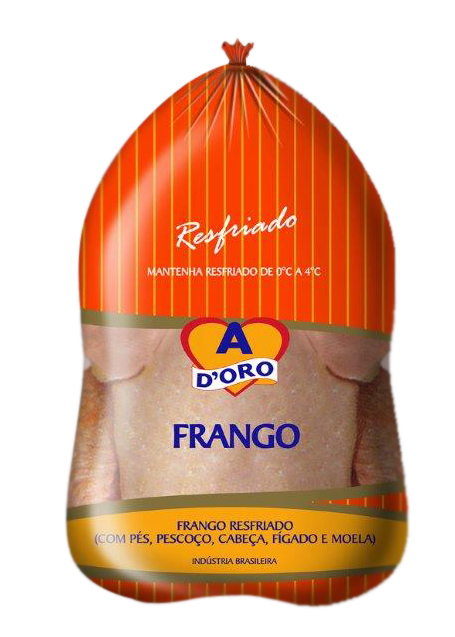 Resfriado
MANTENHA RESFRIADO DE 0°C A 4°C
A
D'ORO
FRANGO
FRANGO RESFRIADO
(COM PÉS, PESCOÇO, CABEÇA, FÍGADO E MOELA)
INDÚSTRIA BRASILEIRA